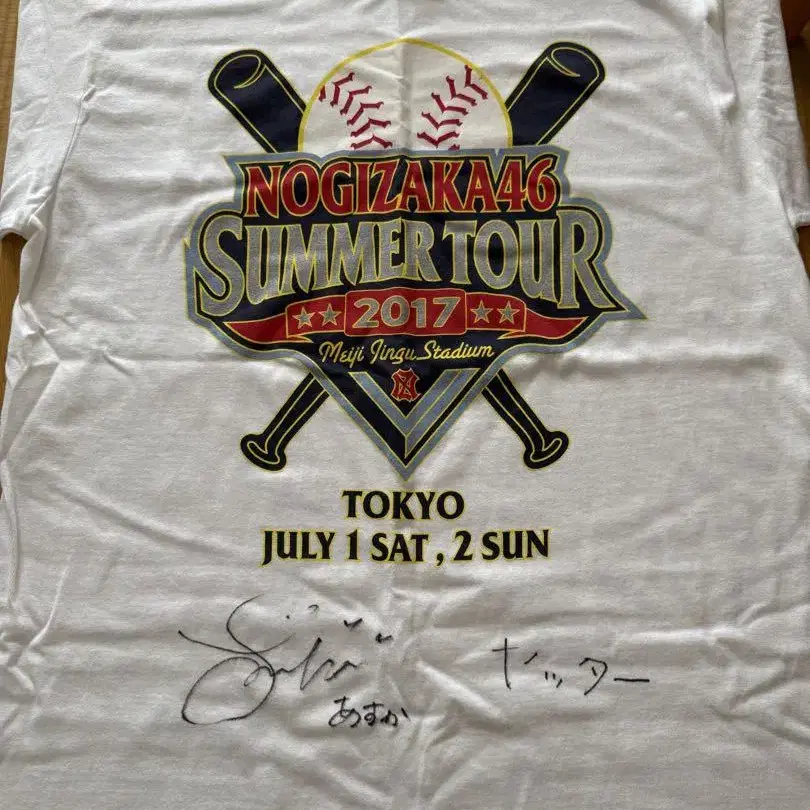 NOGIZAKA46
SUMMER TOUR
2017
Meiji Jingu Stadium
TOKYO
JULY 1 SAT , 2 SUN
ヤッター
あすか